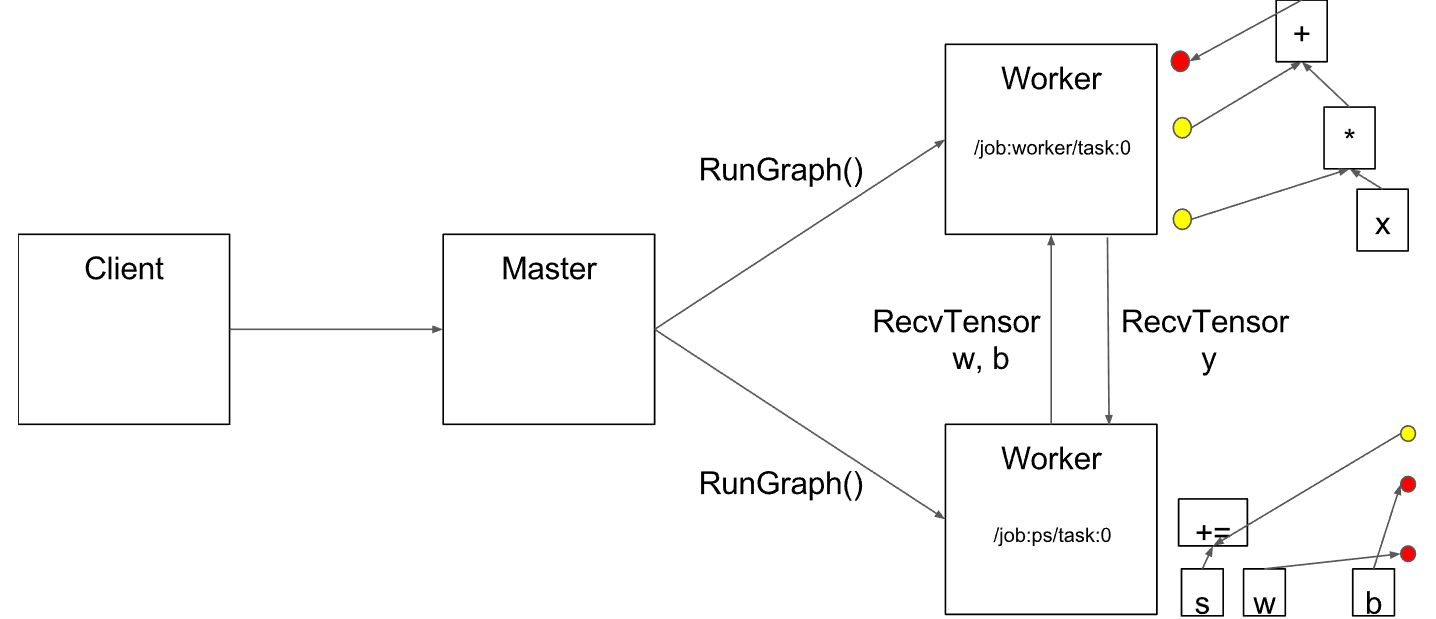 Client
Master
RunGraph()
RunGraph()
Worker
/job:worker/task:0
+
*
x
RecvTensor
w, b
RecvTensor
y
Worker
/job:ps/task:0
+=
s
w
b